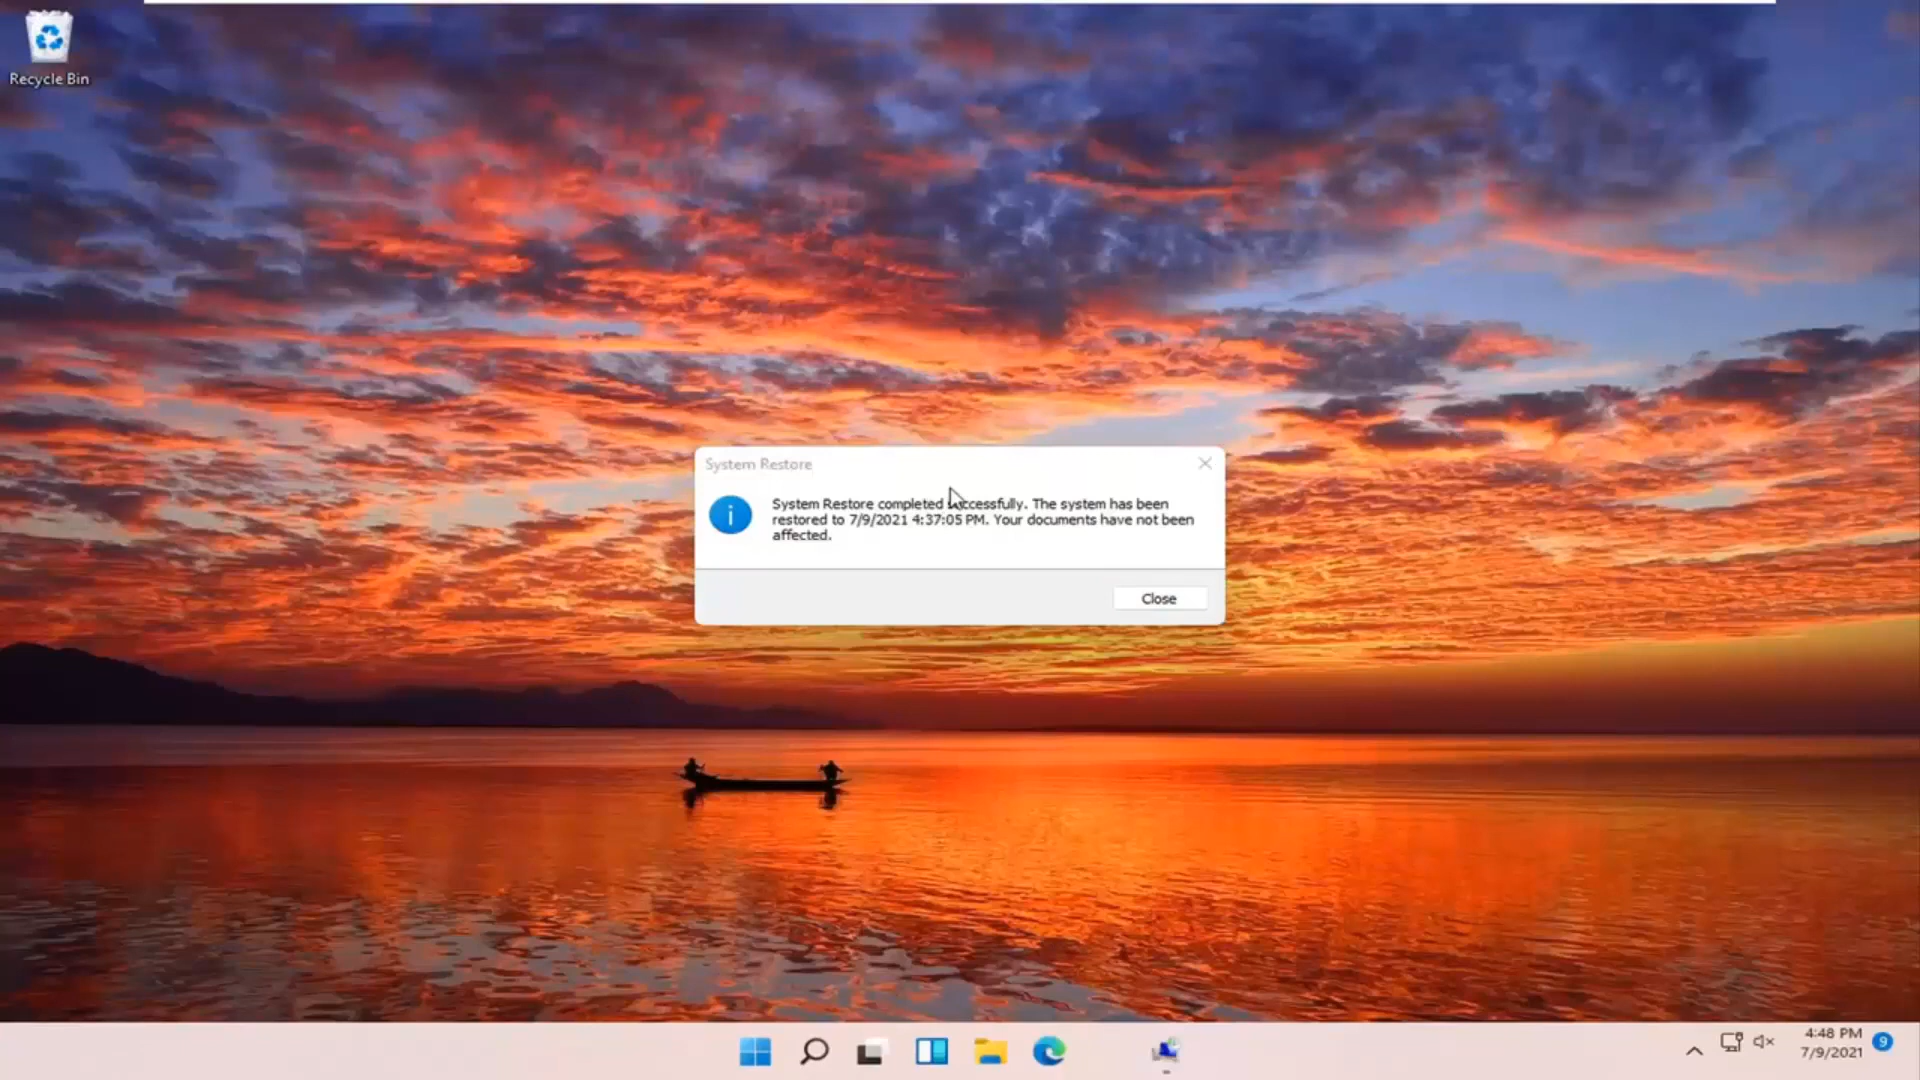 Recycle Bin
System Restore
System Restore completed successfully. The system has been
restored to 7/9/2021 4:37:05 PM. Your documents have not been
affected.
Close
4:48 PM
7/9/2021
9